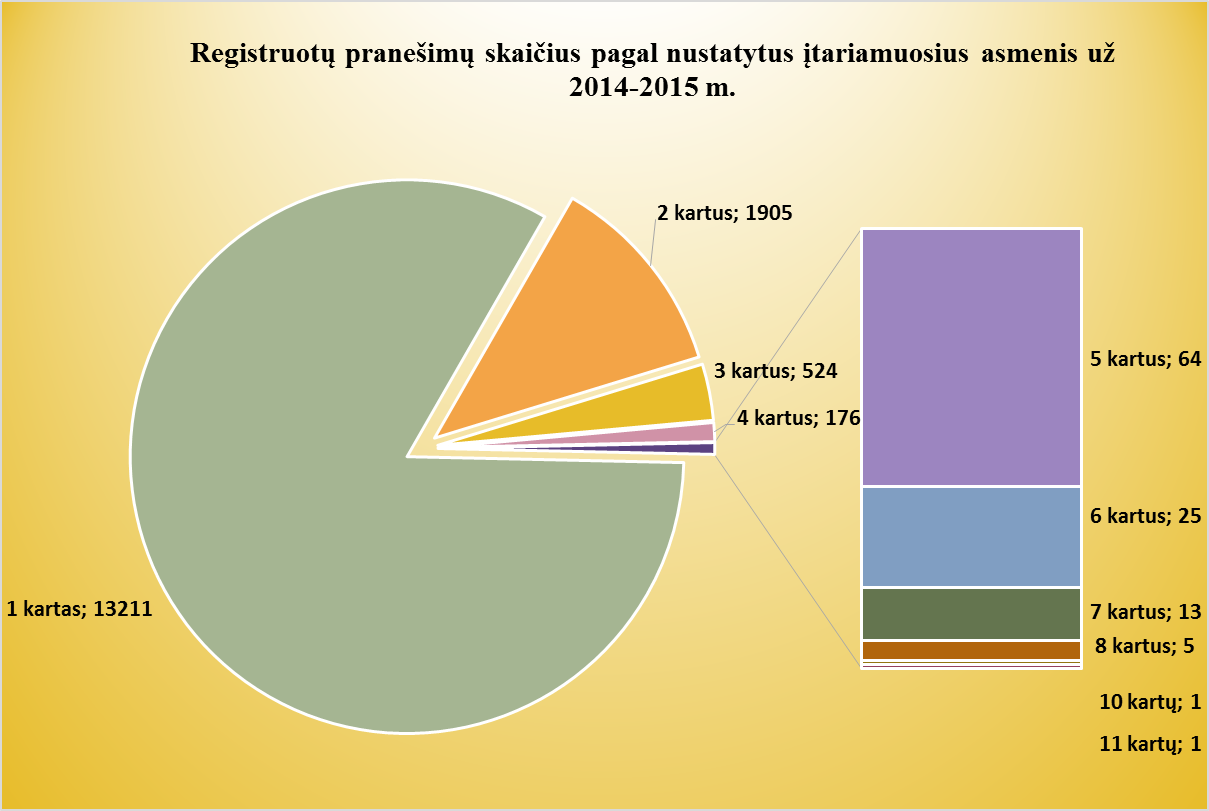 Registruotų pranešimų skaičius pagal nustatytus įtariamuosius asmenis už
2014-2015 m.
2 kartus; 1905
3 kartus; 524
4 kartus; 176
1 kartas; 13211
5 kartus; 64
6 kartus; 25
7 kartus; 13
8 kartus; 5
10 kartų; 1
11 kartų; 1